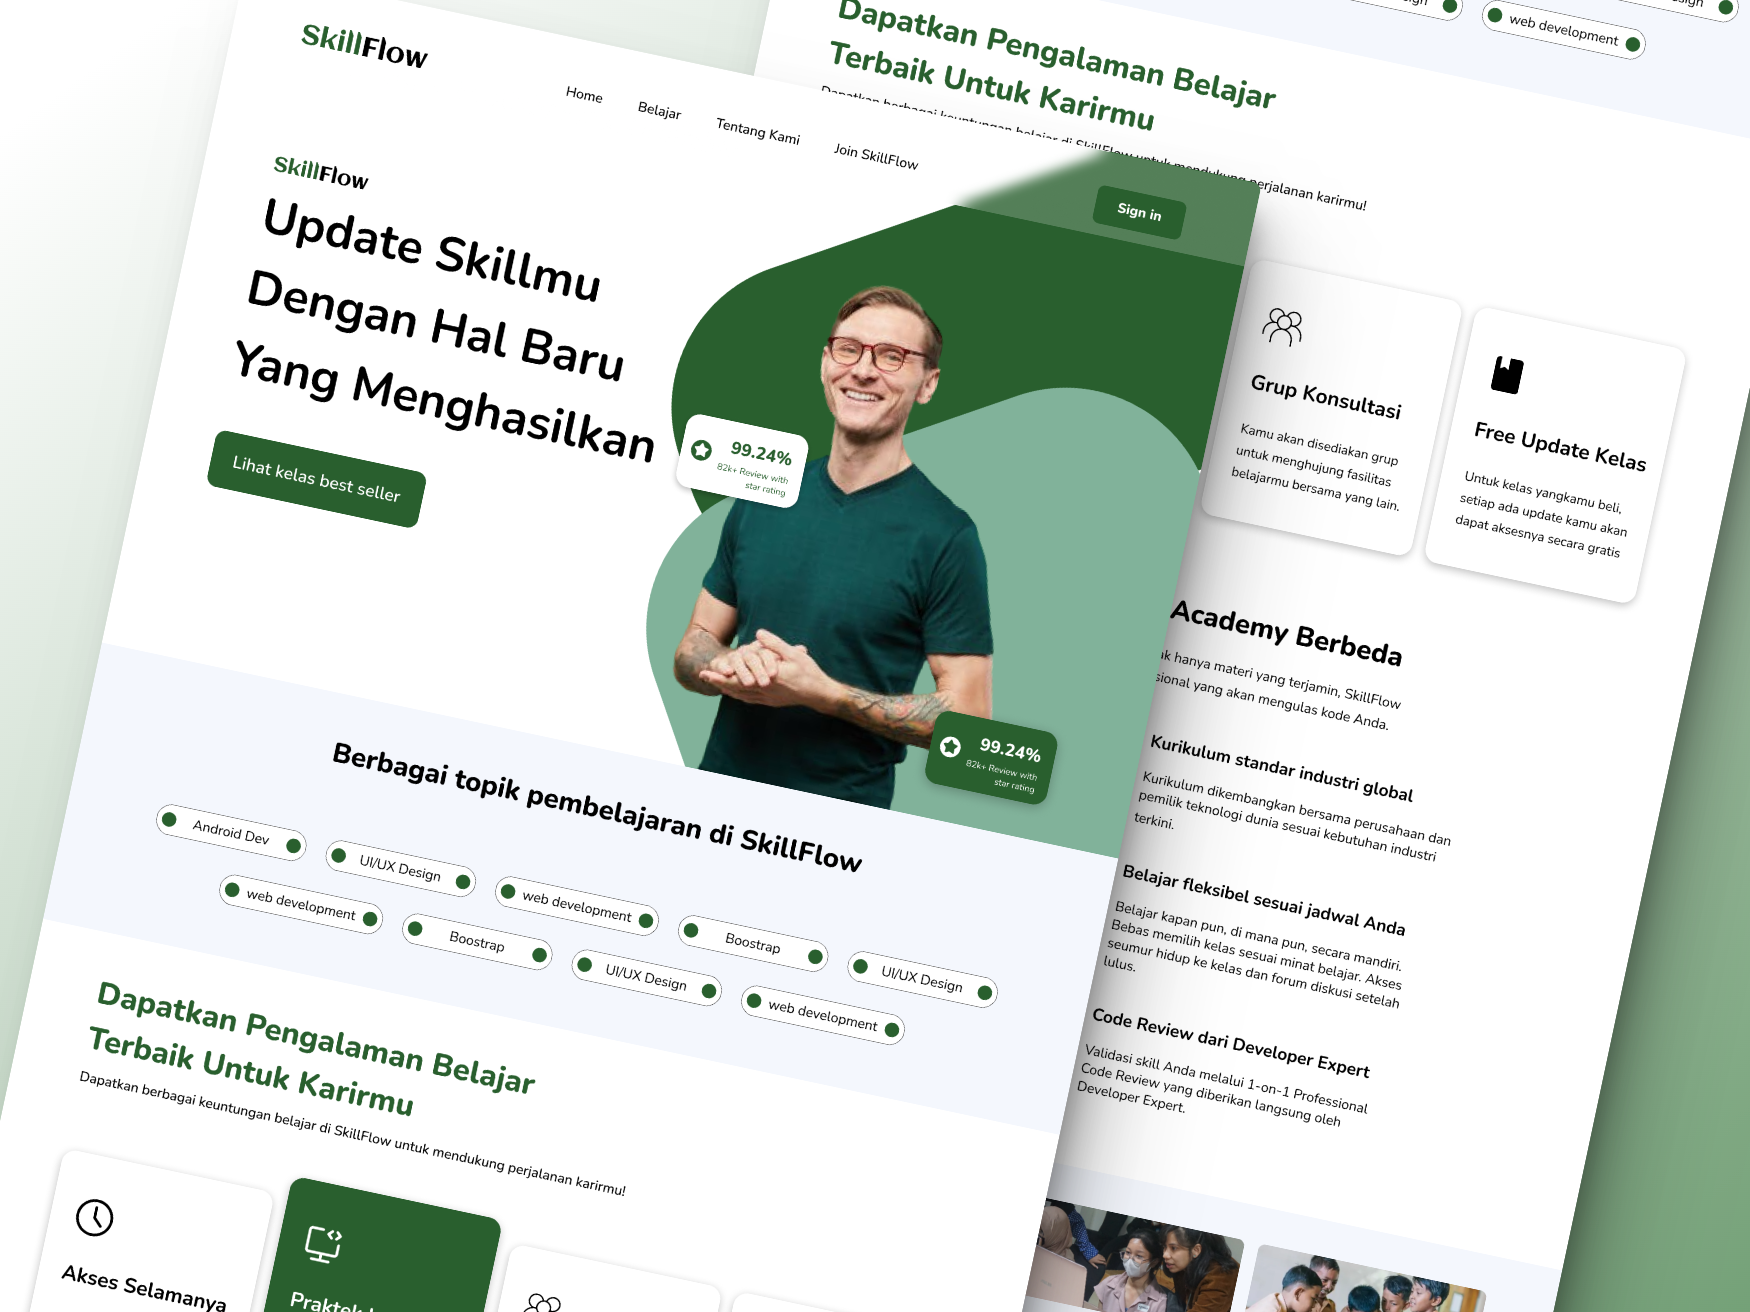 SkillFlow
Home
Belajar
Tentang Kami
Join SkillFlow
Sign in
SkillFlow
Update Skillmu
Dengan Hal Baru
Yang Menghasilkan
Lihat kelas best seller
99.24%
82k+ Review with
star rating
99.24%
82k+ Review with
star rating
Berbagai topik pembelajaran di SkillFlow
Android Dev
UI/UX Design
web development
Boostrap
UI/UX Design
web development
Boostrap
UI/UX Design
web development
Dapatkan Pengalaman Belajar
Terbaik Untuk Karirmu
Dapatkan berbagai keuntungan belajar di SkillFlow untuk mendukung perjalanan karirmu!
Akses Selamanya
Praktek
web development
Dapatkan Pengalaman Belajar
Terbaik Untuk Karirmu
Dapatkan berbagai keuntungan belajar di SkillFlow untuk mendukung perjalanan karirmu!
Grup Konsultasi
Kamu akan disediakan grup
untuk menghujung fasilitas
belajarmu bersama yang lain.
Free Update Kelas
Untuk kelas yangkamu beli,
setiap ada update kamu akan
dapat aksesnya secara gratis
Academy Berbeda
hanya materi yang terjamin, SkillFlow
yang akan mengulas kode Anda.
Kurikulum standar industri global
Kurikulum dikembangkan bersama perusahaan dan
pemilik teknologi dunia sesuai kebutuhan industri
terkini.
Belajar fleksibel sesuai jadwal Anda
Belajar kapan pun, di mana pun, secara mandiri.
Bebas memilih kelas sesuai minat belajar. Akses
seumur hidup ke kelas dan forum diskusi setelah
lulus.
Code Review dari Developer Expert
Validasi skill Anda melalui 1-on-1 Professional
Code Review yang diberikan langsung oleh
Developer Expert.